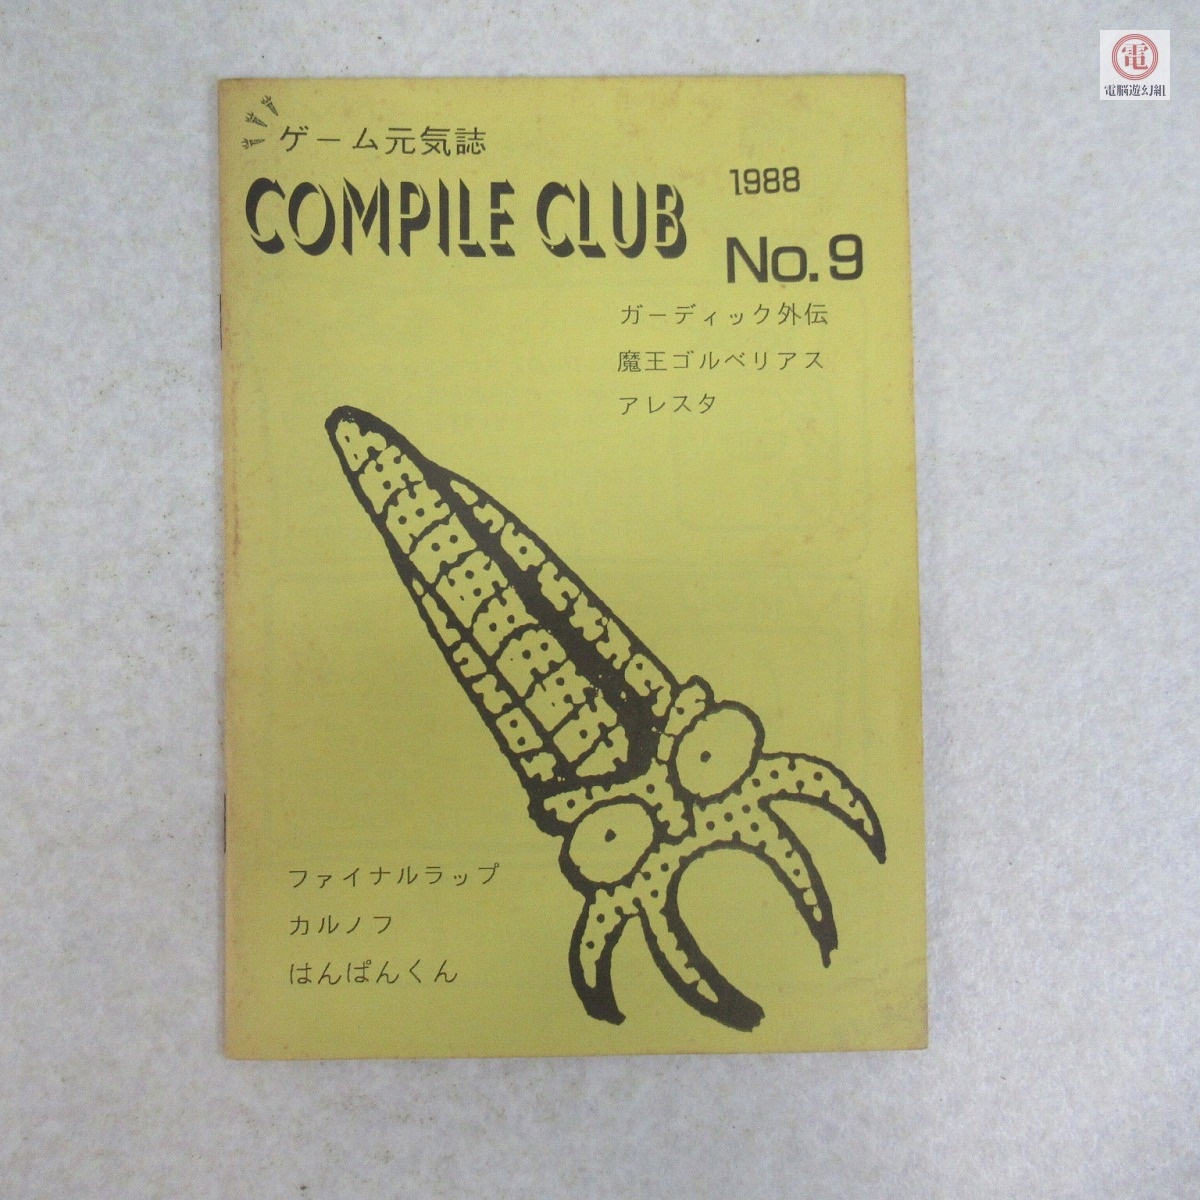 電
電脳遊幻組
ゲーム元気誌
COMPILE CLUB
1988
No.9
ガーディック外伝
魔王ゴルベリアス
アレスタ
ファイナルラップ
カルノフ
はんぱんくん